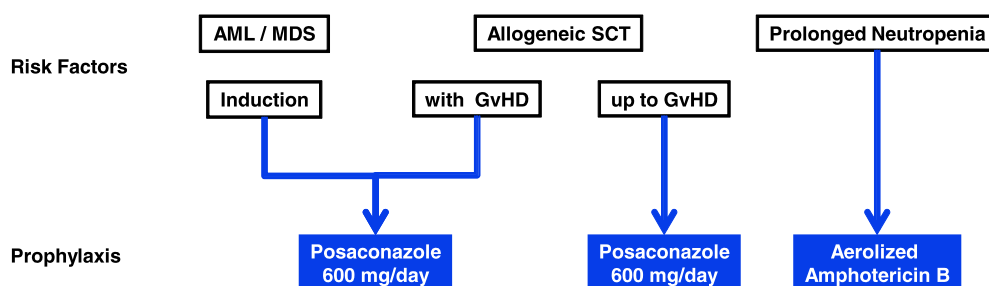 AML / MDS
Allogeneic SCT
Prolonged Neutropenia
Risk Factors
Induction
with GvHD
up to GvHD
Prophylaxis
Posaconazole
600 mg/day
Posaconazole
600 mg/day
Aerolized
Amphotericin B